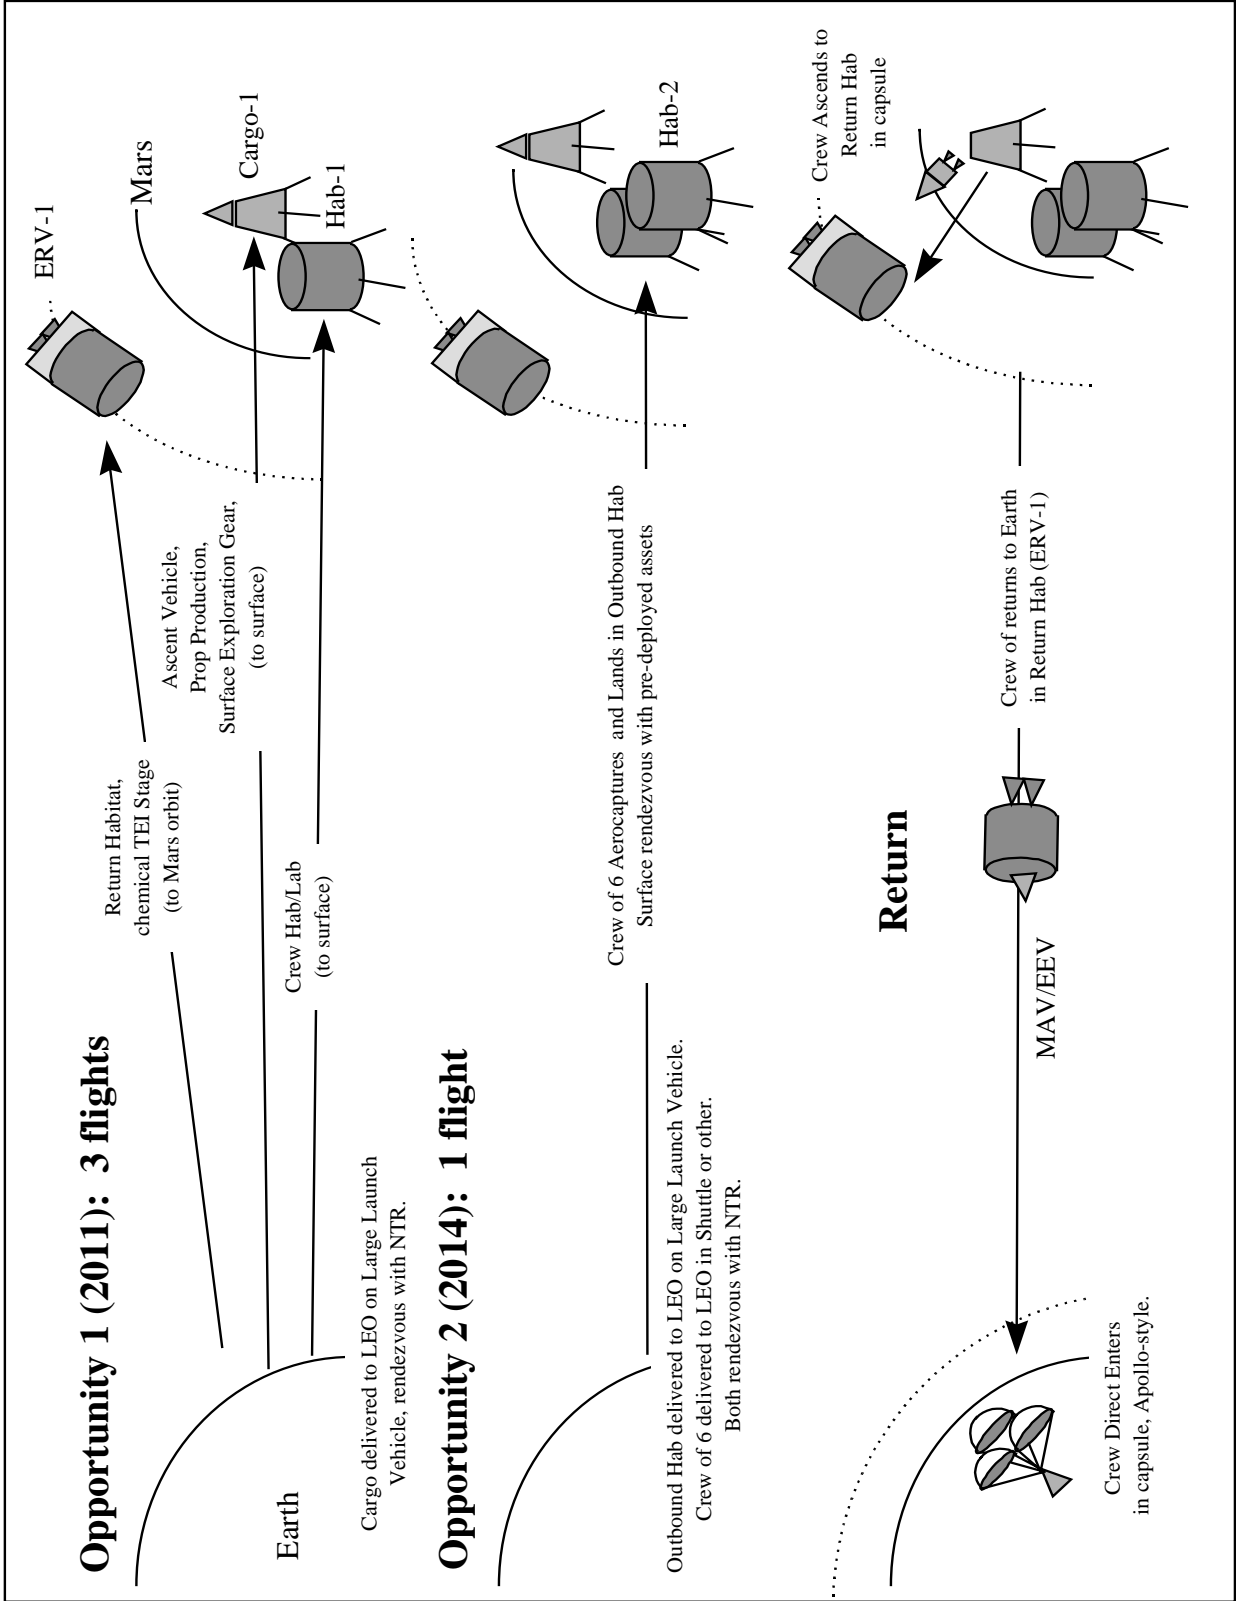 Opportunity 1 (2011):  3 flights
ERV-1
Mars
Cargo-1
Hab-1
Return Habitat,
chemical TEI Stage
(to Mars orbit)
Ascent Vehicle,
Prop Production,
Surface Exploration Gear,
(to surface)
Crew Hab/Lab
(to surface)
Earth
Cargo delivered to LEO on Large Launch
Vehicle, rendezvous with NTR.
Opportunity 2 (2014):  1 flight
Hab-2
Crew of 6 Aerocaptures  and Lands in Outbound Hab
Surface rendezvous with pre-deployed assets
Outbound Hab delivered to LEO on Large Launch Vehicle.
Crew of 6 delivered to LEO in Shuttle or other.
Both rendezvous with NTR.
Return
Crew Ascends to
Return Hab
in capsule
Crew of returns to Earth
in Return Hab (ERV-1)
MAV/EEV
Crew Direct Enters
in capsule, Apollo-style.